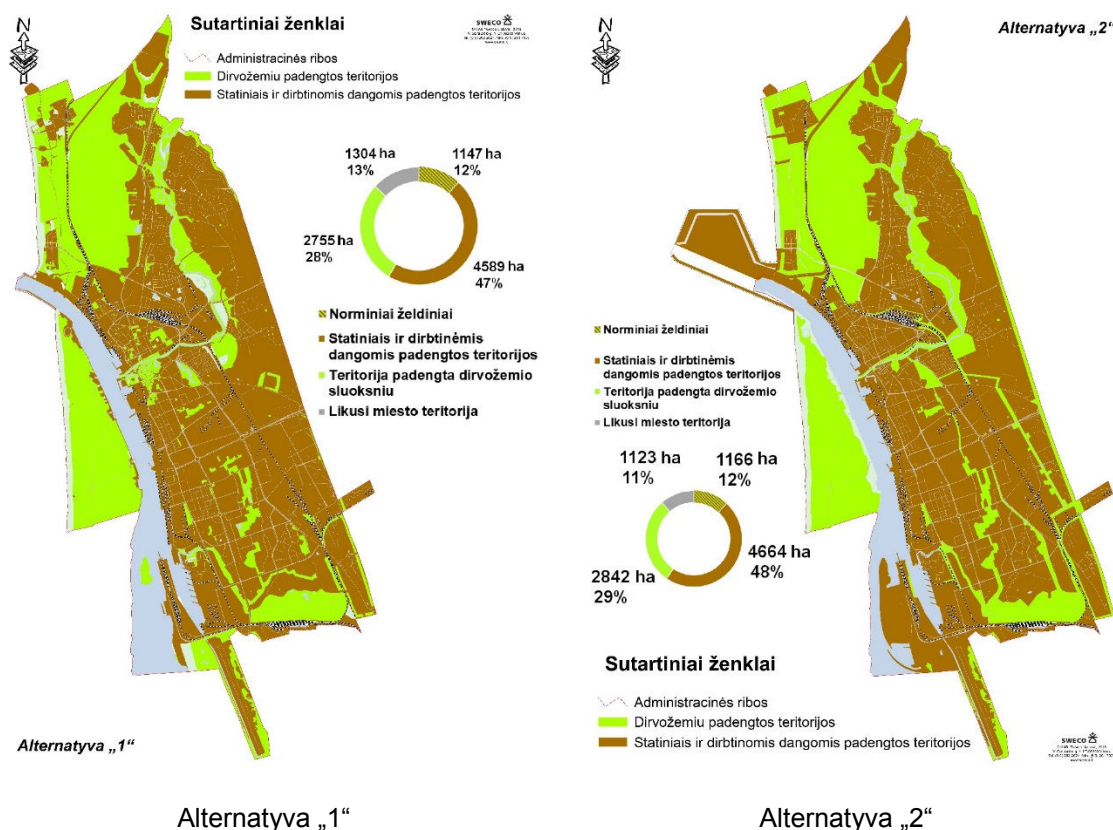 N
Sutartiniai ženklai
SWECO
Administracinės ribos
Dirvožemiu padengtos teritorijos
Statiniais ir dirbtinomis dangomis padengtos teritorijos
1304 ha
13%
1147 ha
12%
2755 ha
28%
4589 ha
47%
Norminiai želdiniai
Statiniais ir dirbtinėmis
dangomis padengtos teritorijos
Teritorija padengta dirvožemio
sluoksniu
Likusi miesto teritorija
Alternatyva „1“
N
Alternatyva „2“
Norminiai želdiniai
Statiniais ir dirbtinėmis
dangomis padengtos teritorijos
Teritorija padengta dirvožemio
sluoksniu
Likusi miesto teritorija
1123 ha
11%
1166 ha
12%
2842 ha
29%
4664 ha
48%
Sutartiniai ženklai
Administracinės ribos
Dirvožemiu padengtos teritorijos
Statiniais ir dirbtinomis dangomis padengtos teritorijos
SWECO
Alternatyva „1“
Alternatyva „2“